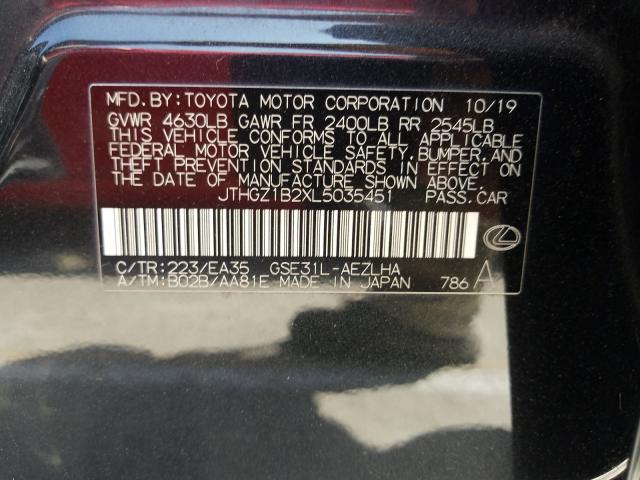 MFD. BY: TOYOTA MOTOR CORPORATION 10/19
GVWR 4630LB GAWR FR 2400LB RR 2545LB
THIS VEHICLE CONFORMS TO ALL APPLICABLE
FEDERAL MOTOR VEHICLE SAFETY, BUMPER, AND
THEFT PREVENTION STANDARDS IN EFFECT ON
THE DATE OF MANUFACTURE SHOWN ABOVE.
JTHGZ1B2XL5035451 PASS. CAR
C/TR: 223/EA35 GSE31L-AEZLHA
A/TM: B02B/AA81E MADE IN JAPAN 786 A